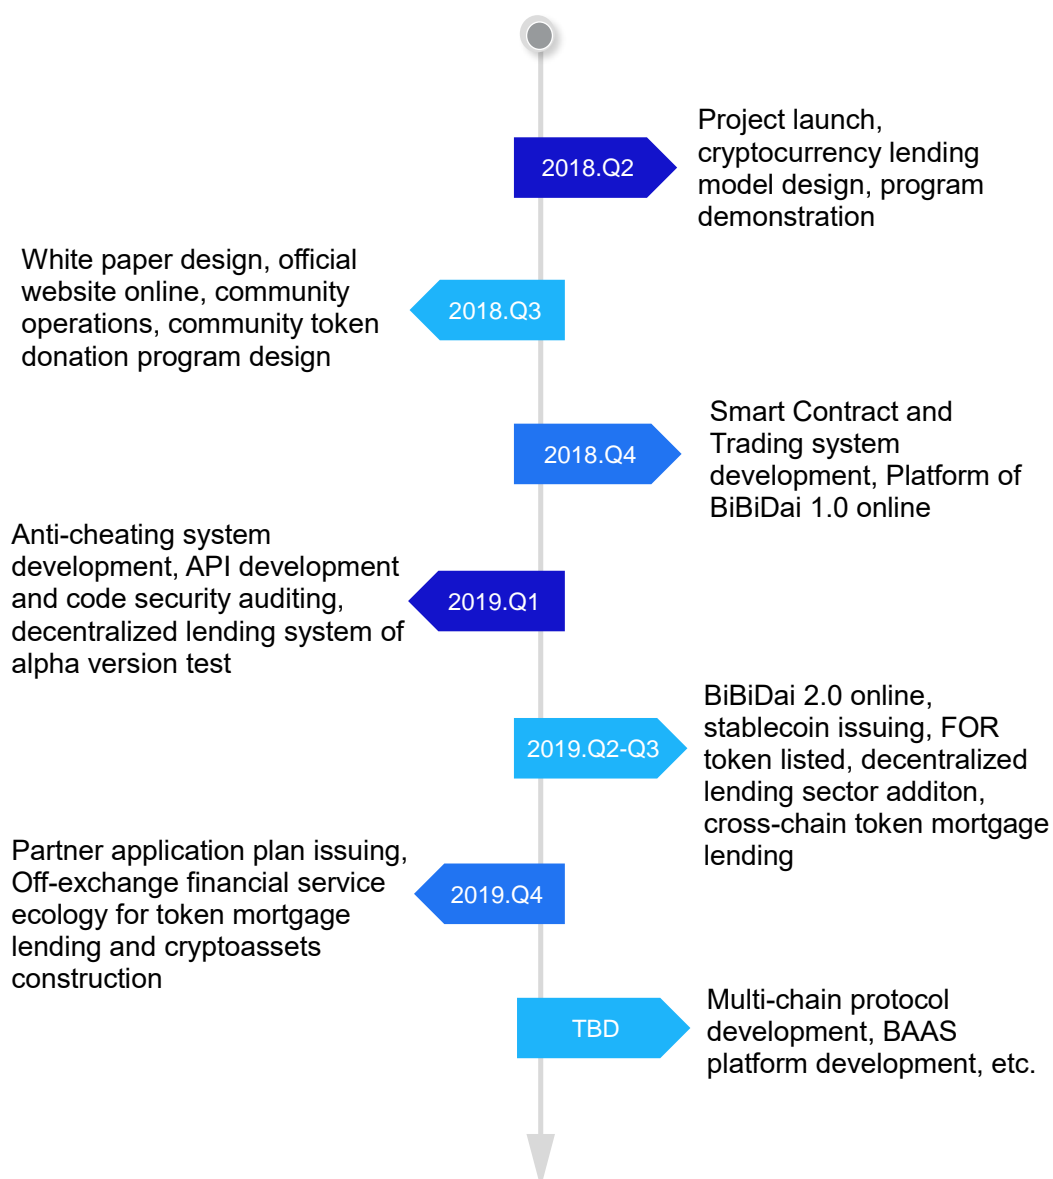 2018.Q2
Project launch,
cryptocurrency lending
model design, program
demonstration
White paper design, official
website online, community
operations, community token
donation program design
2018.Q3
2018.Q4
Smart Contract and
Trading system
development, Platform of
BiBiDai 1.0 online
Anti-cheating system
development, API development
and code security auditing,
decentralized lending system of
alpha version test
2019.Q1
2019.Q2-Q3
BiBiDai 2.0 online,
stablecoin issuing, FOR
token listed, decentralized
lending sector additon,
cross-chain token mortgage
lending
Partner application plan issuing,
Off-exchange financial service
ecology for token mortgage
lending and cryptoassets
construction
2019.Q4
TBD
Multi-chain protocol
development, BAAS
platform development, etc.